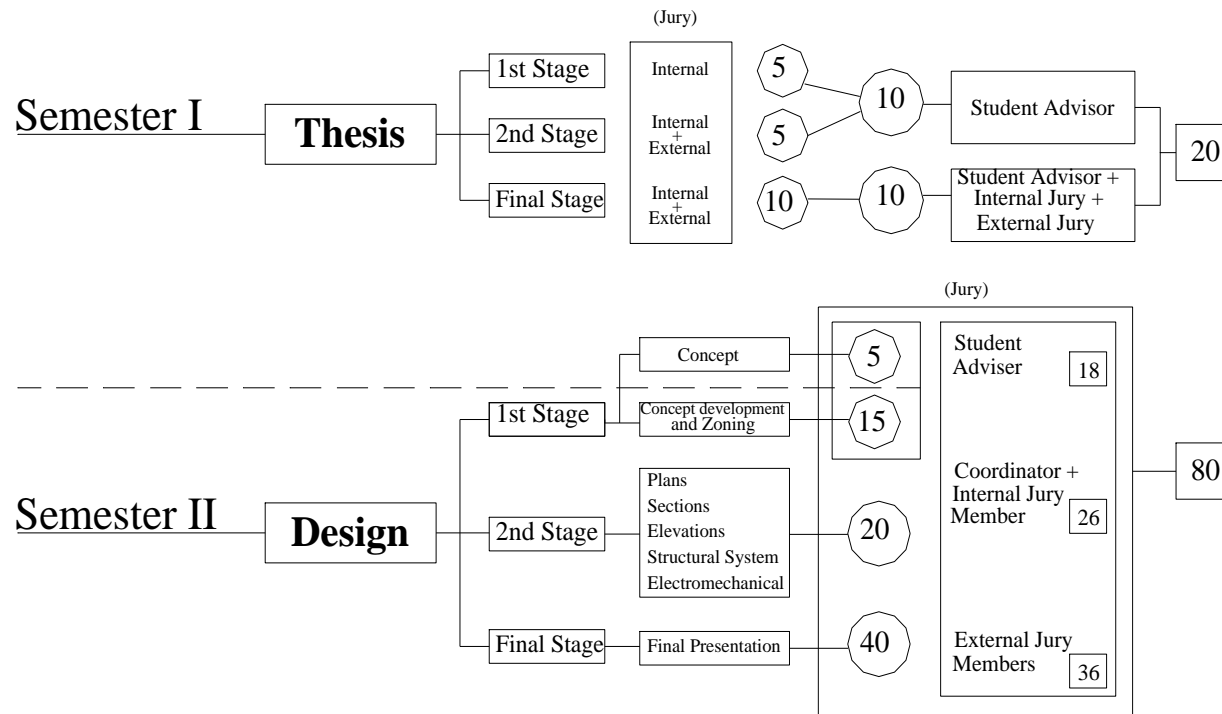 (Jury)
Semester I
Thesis
1st Stage
Internal
5
10
Student Advisor
2nd Stage
Internal
+
External
5
20
Final Stage
Internal
+
External
10
10
Student Advisor +
Internal Jury +
External Jury
(Jury)
Semester II
Design
1st Stage
Concept
5
Concept development
and Zoning
15
2nd Stage
Plans
Sections
Elevations
Structural System
Electromechanical
20
Final Stage
Final Presentation
40
Student
Adviser
18
Coordinator +
Internal Jury
Member
26
External Jury
Members
36
80